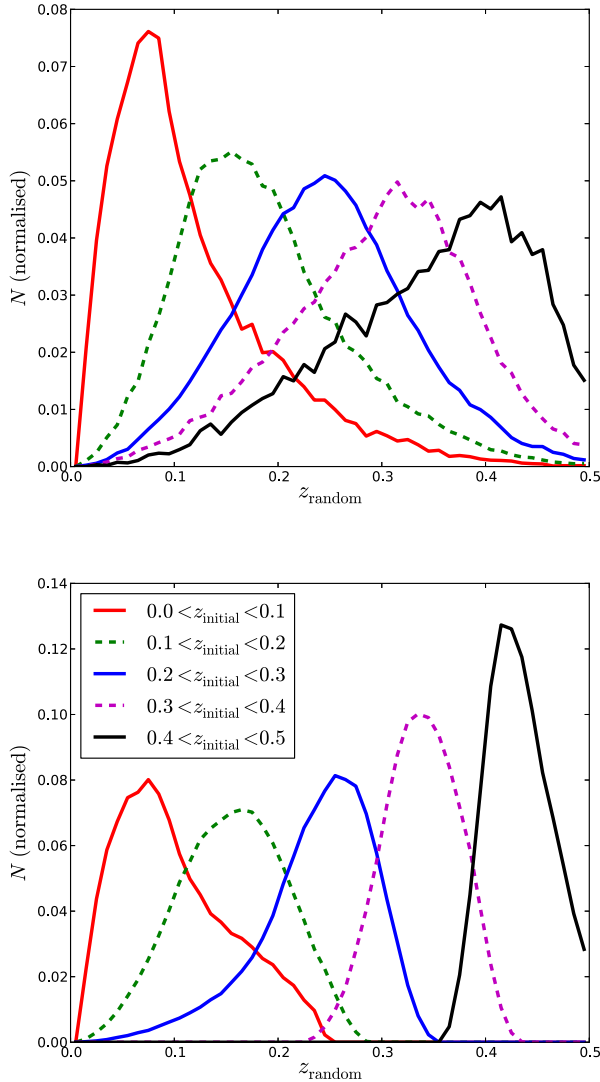 0.08
0.07
0.06
0.05
0.04
0.03
0.02
0.01
0.00
N (normalised)
0.0 0.1 0.2 0.3 0.4 0.5
z_random
0.14
0.12
0.10
0.08
0.06
0.04
0.02
0.00
N (normalised)
0.0 < z_initial < 0.1
0.1 < z_initial < 0.2
0.2 < z_initial < 0.3
0.3 < z_initial < 0.4
0.4 < z_initial < 0.5
0.0 0.1 0.2 0.3 0.4 0.5
z_random